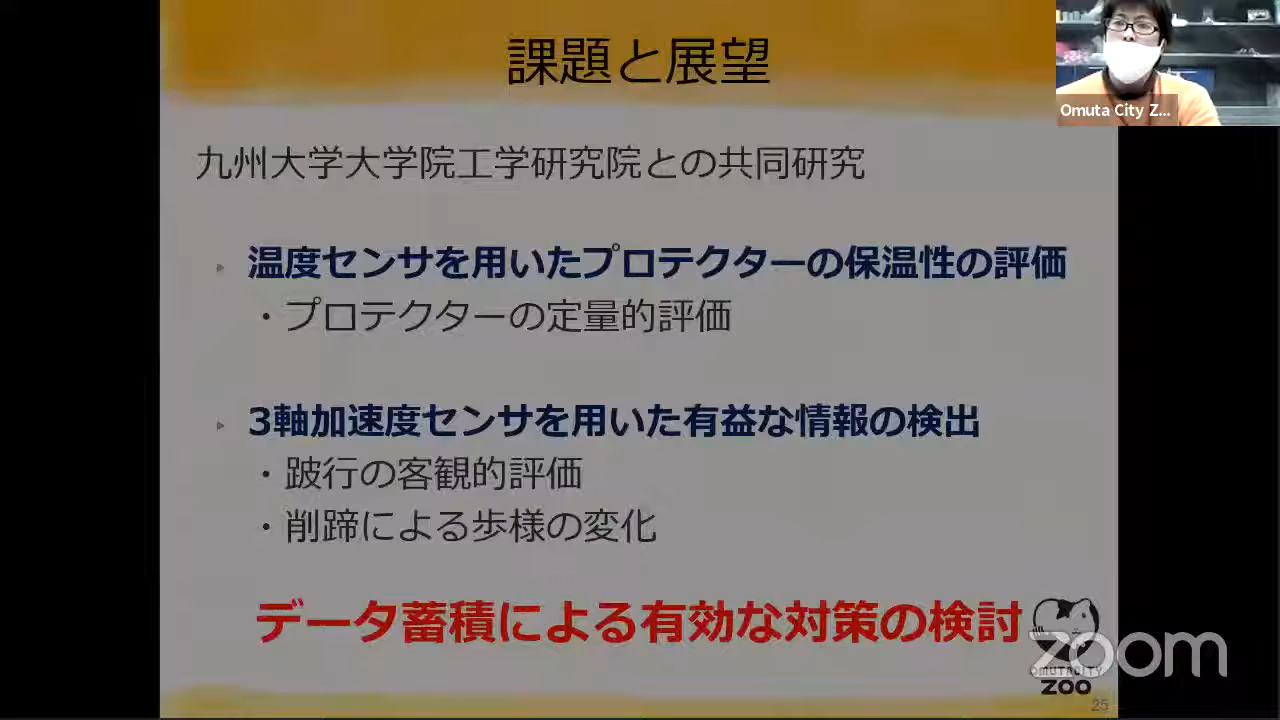 課題と展望
Omuta City Z...
九州大学大学院工学研究院との共同研究
温度センサを用いたプロテクターの保温性の評価
・プロテクターの定量的評価
3軸加速度センサを用いた有益な情報の検出
・跛行の客観的評価
・削蹄による歩様の変化
データ蓄積による有効な対策の検討
OMUTA CITY
ZOO
zoom
25